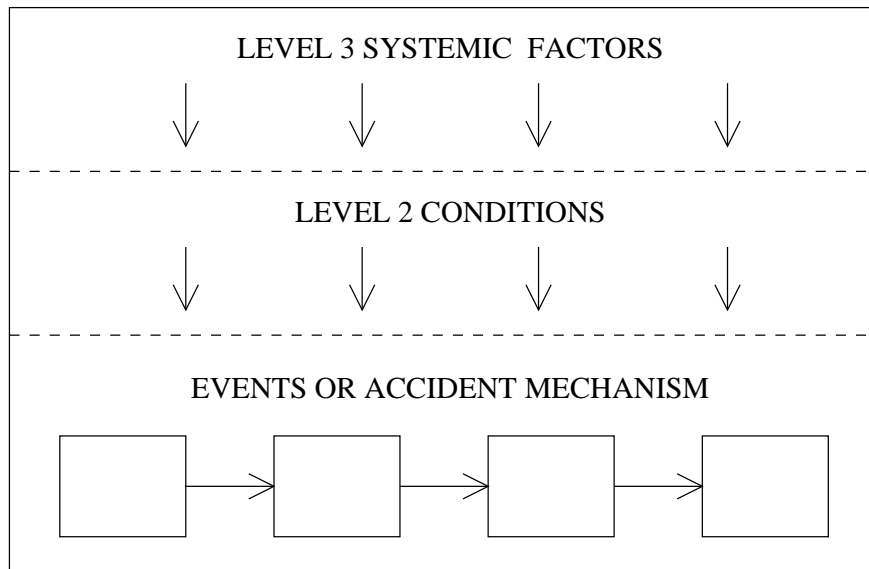 LEVEL 3 SYSTEMIC FACTORS
LEVEL 2 CONDITIONS
EVENTS OR ACCIDENT MECHANISM